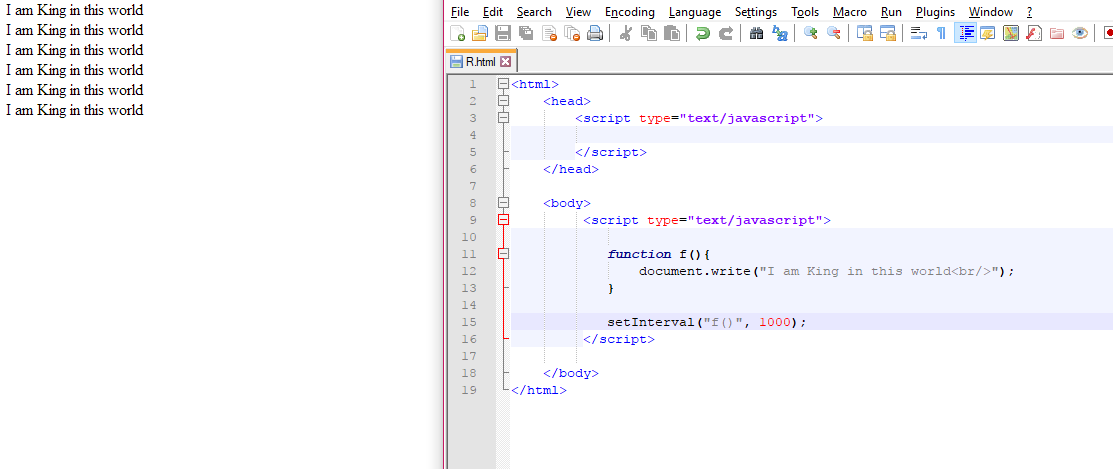 I am King in this world
I am King in this world
I am King in this world
I am King in this world
I am King in this world
I am King in this world
File Edit Search View Encoding Language Settings Tools Macro Run Plugins Window ?
R.html
1 <html>
2 <head>
3 <script type="text/javascript">
4
5 </script>
6 </head>
7
8 <body>
9 <script type="text/javascript">
10
11 function f(){
12 document.write("I am King in this world<br/>");
13 }
14
15 setInterval("f()", 1000);
16 </script>
17
18 </body>
19 </html>